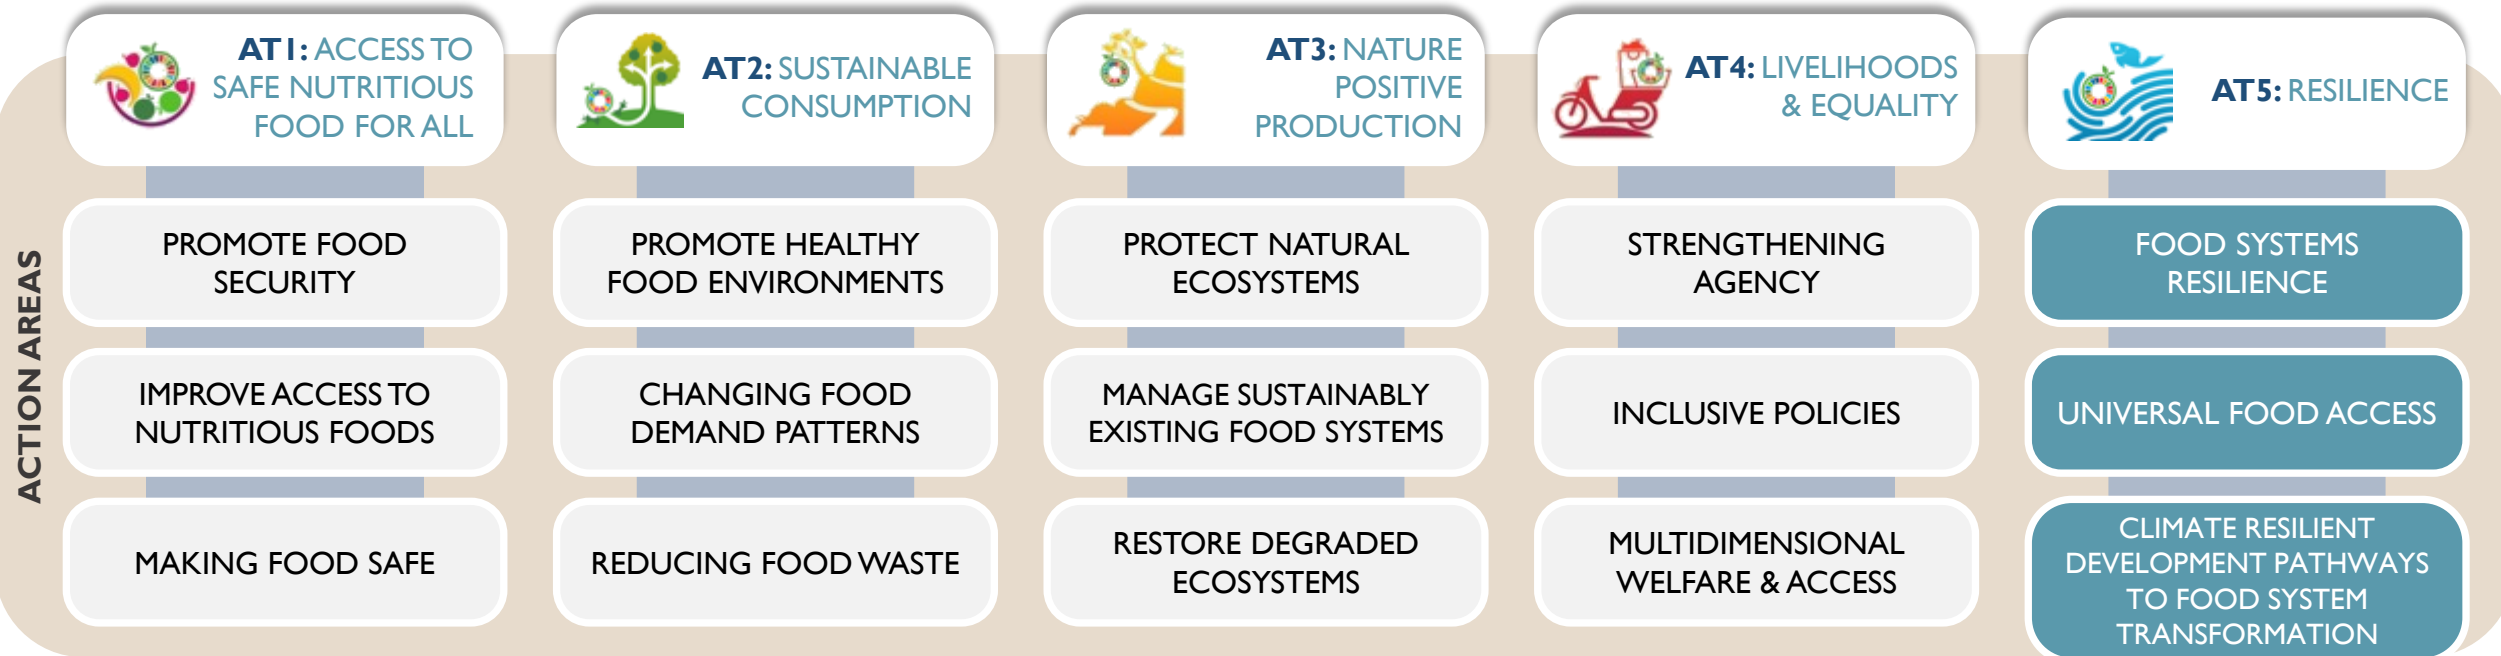 AT1: ACCESS TO
SAFE NUTRITIOUS
FOOD FOR ALL
AT2: SUSTAINABLE
CONSUMPTION
AT3: NATURE
POSITIVE
PRODUCTION
AT4: LIVELIHOODS
& EQUALITY
AT5: RESILIENCE
ACTION AREAS
PROMOTE FOOD
SECURITY
PROMOTE HEALTHY
FOOD ENVIRONMENTS
PROTECT NATURAL
ECOSYSTEMS
STRENGTHENING
AGENCY
FOOD SYSTEMS
RESILIENCE
IMPROVE ACCESS TO
NUTRITIOUS FOODS
CHANGING FOOD
DEMAND PATTERNS
MANAGE SUSTAINABLY
EXISTING FOOD SYSTEMS
INCLUSIVE POLICIES
UNIVERSAL FOOD ACCESS
MAKING FOOD SAFE
REDUCING FOOD WASTE
RESTORE DEGRADED
ECOSYSTEMS
MULTIDIMENSIONAL
WELFARE & ACCESS
CLIMATE RESILIENT
DEVELOPMENT PATHWAYS
TO FOOD SYSTEM
TRANSFORMATION